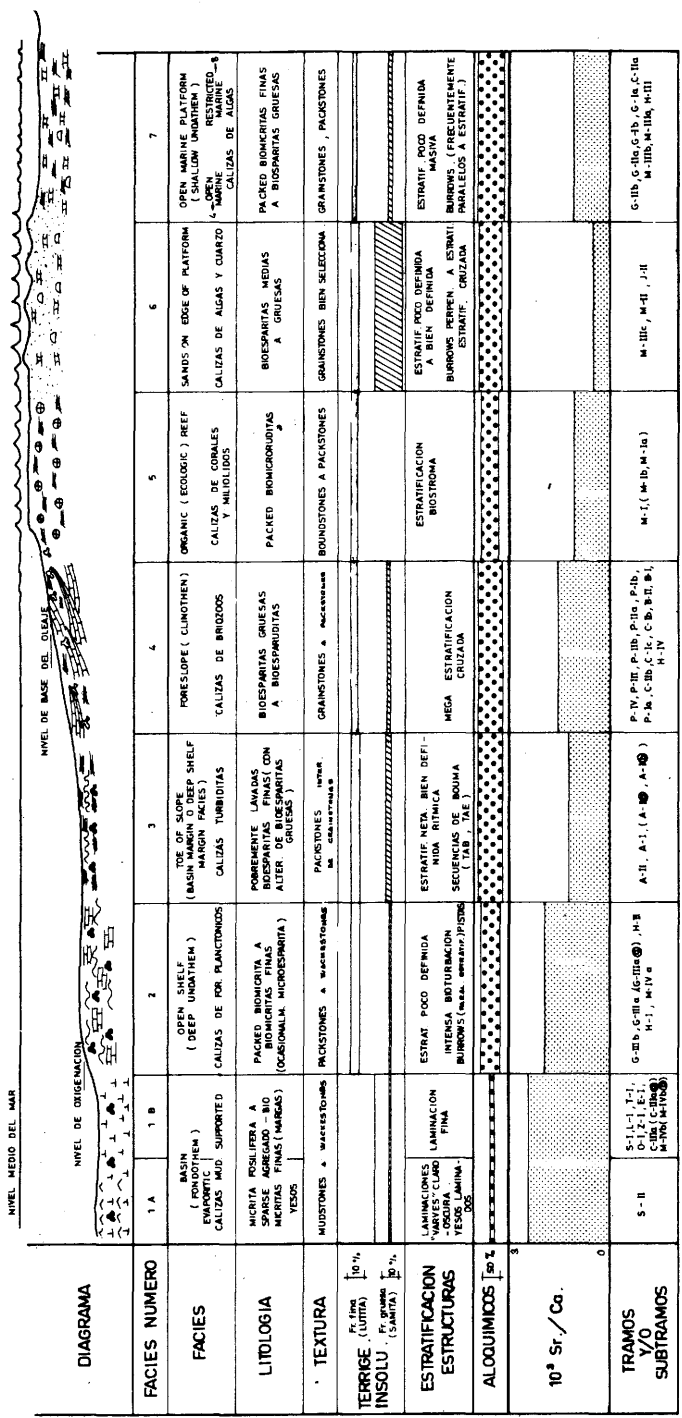 NIVEL MEDIO DEL MAR
NIVEL DE OXIGENACION
NIVEL DE BASE DEL OLEAJE
DIAGRAMA
FACIES NUMERO
1 A
1 B
2
3
4
5
6
7
FACIES
BASIN
( FONDOTHEM )
EVAPORITIC
CALIZAS MUD SUPPORTED
OPEN SHELF
( DEEP UNDATHEM )
CALIZAS DE FOR. PLANCTONICOS
TOE OF SLOPE
(BASIN MARGIN O DEEP SHELF
MARGIN FACIES)
CALIZAS TURBIDITAS
FORESLOPE ( CLINOTHEN )
CALIZAS DE BRIOZOOS
ORGANIC ( ECOLOGIC ) REEF
CALIZAS DE CORALES
Y MILIOLIDOS
SANDS ON EDGE OF PLATFORM
CALIZAS DE ALGAS Y CUARZO
OPEN MARINE PLATFORM
( SHALLOW UNDATHEM )
OPEN MARINE
RESTRICTED MARINE
CALIZAS DE ALGAS
LITOLOGIA
MICRITA FOSILIFERA A
SPARSE AGREGADO - BIO
MICRITAS FINAS ( MARGAS)
YESOS
PACKED BIOMICRITA A
BIOMICRITAS FINAS
(OCASIONALM. MICROESPARITA)
POBREMENTE LAVADAS
BIOESPARITAS FINAS ( CON
ALTER. DE BIOESPARITAS
GRUESAS )
BIOESPARITAS GRUESAS
A BIOESPARUDITAS
PACKED BIOMICRORUDITAS
BIOESPARITAS MEDIAS
A GRUESAS
PACKED BIOMICRITAS FINAS
A BIOSPARITAS GRUESAS
TEXTURA
MUDSTONES A WACKESTONES
PACKSTONES A WACKESTONES
PACKSTONES INTER.
DE GRAINSTONES
GRAINSTONES A PACKSTONES
BOUNDSTONES A PACKSTONES
GRAINSTONES BIEN SELECCIONA
GRAINSTONES , PACKSTONES
TERRIGE. Fr. fina
(LUTITA)
10 %
INSOLU. Fr. gruesa
(SAMITA)
10 %
ESTRATIFICACION
ESTRUCTURAS
LAMINACIONES
"VARVES" CLARO
- OSCURA
YESOS LAMINA-
DOS
LAMINACION
FINA
ESTRAT POCO DEFINIDA
INTENSA BIOTURBACION
ESTRATIF. NETA. BIEN DEFI-
NIDA RITMICA
SECUENCIAS DE BOUMA
( TAB , TAE )
MEGA ESTRATIFICACION
CRUZADA
ESTRATIFICACION
BIOSTROMA
ESTRATIF. POCO DEFINIDA
A BIEN DEFINIDA
BURROWS PERPEN. A ESTRATI.
ESTRATIF. CRUZADA
ESTRATIF. POCO DEFINIDA
MASIVA
BURROWS . (FRECUENTEMENTE
PARALELOS A ESTRATIF.)
ALOQUIMICOS
50 %
10³ Sr./Ca.
3
0
TRAMOS
Y/O
SUBTRAMOS
S - II
S-I, L-I , T-I,
O-I, Z-I , E-I,
H-I , M-IV a
A-II , A-I
P-IV, P-III, P-IIb, P-IIa , P-Ib,
P-Ia, C-IIb, C-Ic , C-Ib, B-II, B-I,
H-IV
M-I,( M-Ib, M-Ia)
M-IIIc , M-II , J-II
G-IIb, G-IIa, G-Ib , G-Ia, C-IIa
M-IIIb, M-IIIa, H-III